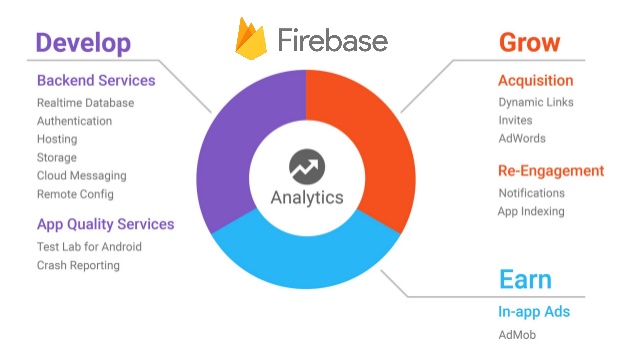 Develop
Firebase
Grow
Backend Services
Realtime Database
Authentication
Hosting
Storage
Cloud Messaging
Remote Config
App Quality Services
Test Lab for Android
Crash Reporting
Analytics
Acquisition
Dynamic Links
Invites
AdWords
Re-Engagement
Notifications
App Indexing
Earn
In-app Ads
AdMob